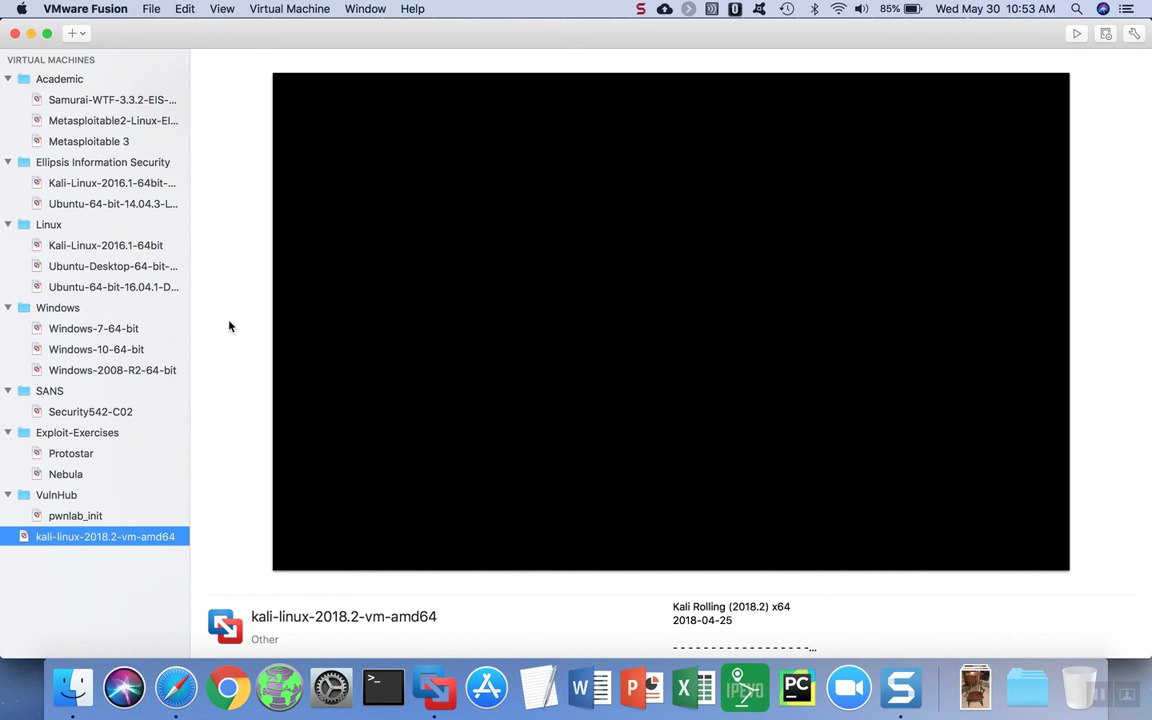 VMware Fusion File Edit View Virtual Machine Window Help 85% Wed May 30 10:53 AM
VIRTUAL MACHINES
Academic
Samurai-WTF-3.3.2-EIS-...
Metasploitable2-Linux-EI...
Metasploitable 3
Ellipsis Information Security
Kali-Linux-2016.1-64bit-...
Ubuntu-64-bit-14.04.3-L...
Linux
Kali-Linux-2016.1-64bit
Ubuntu-Desktop-64-bit-...
Ubuntu-64-bit-16.04.1-D...
Windows
Windows-7-64-bit
Windows-10-64-bit
Windows-2008-R2-64-bit
SANS
Security542-C02
Exploit-Exercises
Protostar
Nebula
VulnHub
pwnlab_init
kali-linux-2018.2-vm-amd64
kali-linux-2018.2-vm-amd64
Other
Kali Rolling (2018.2) x64
2018-04-25
- - - - - - - - - - - - - - - - - -...
W P X IPEVO PC S